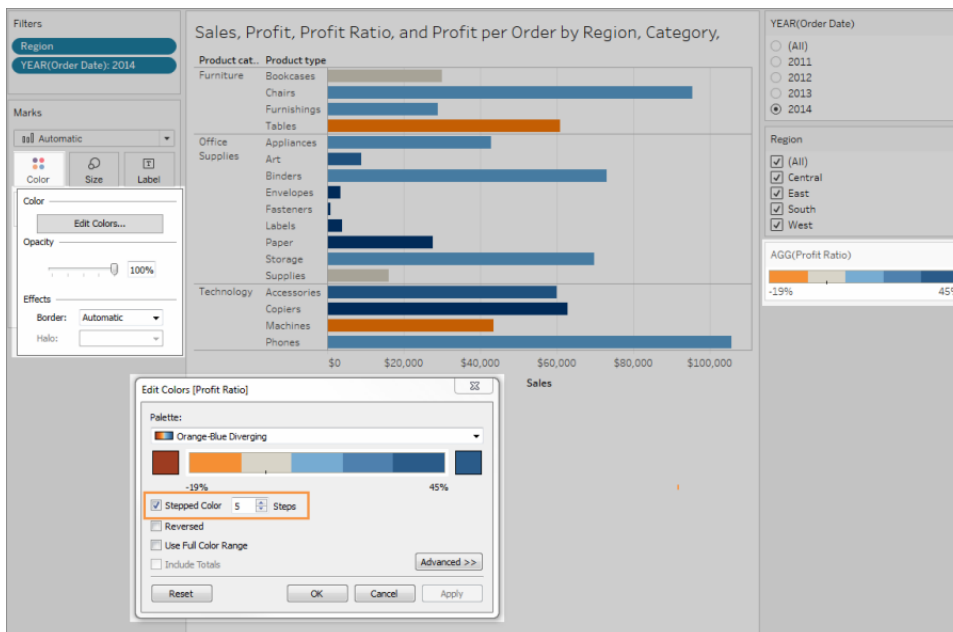 Filters
Region
YEAR(Order Date): 2014
Marks
Automatic
Color
Size
Label
Color
Edit Colors...
Opacity
100%
Effects
Border:
Automatic
Halo:
Sales, Profit, Profit Ratio, and Profit per Order by Region, Category,
Product cat.. Product type
Furniture Bookcases
Chairs
Furnishings
Tables
Office Supplies
Appliances
Art
Binders
Envelopes
Fasteners
Labels
Paper
Storage
Supplies
Technology Accessories
Copiers
Machines
Phones
$0 $20,000 $40,000 $60,000 $80,000 $100,000
Sales
YEAR(Order Date)
(All)
2011
2012
2013
2014
Region
(All)
Central
East
South
West
AGG(Profit Ratio)
-19% 45%
Edit Colors [Profit Ratio]
Palette:
Orange-Blue Diverging
-19% 45%
Stepped Color 5 Steps
Reversed
Use Full Color Range
Include Totals
Advanced >>
Reset OK Cancel Apply